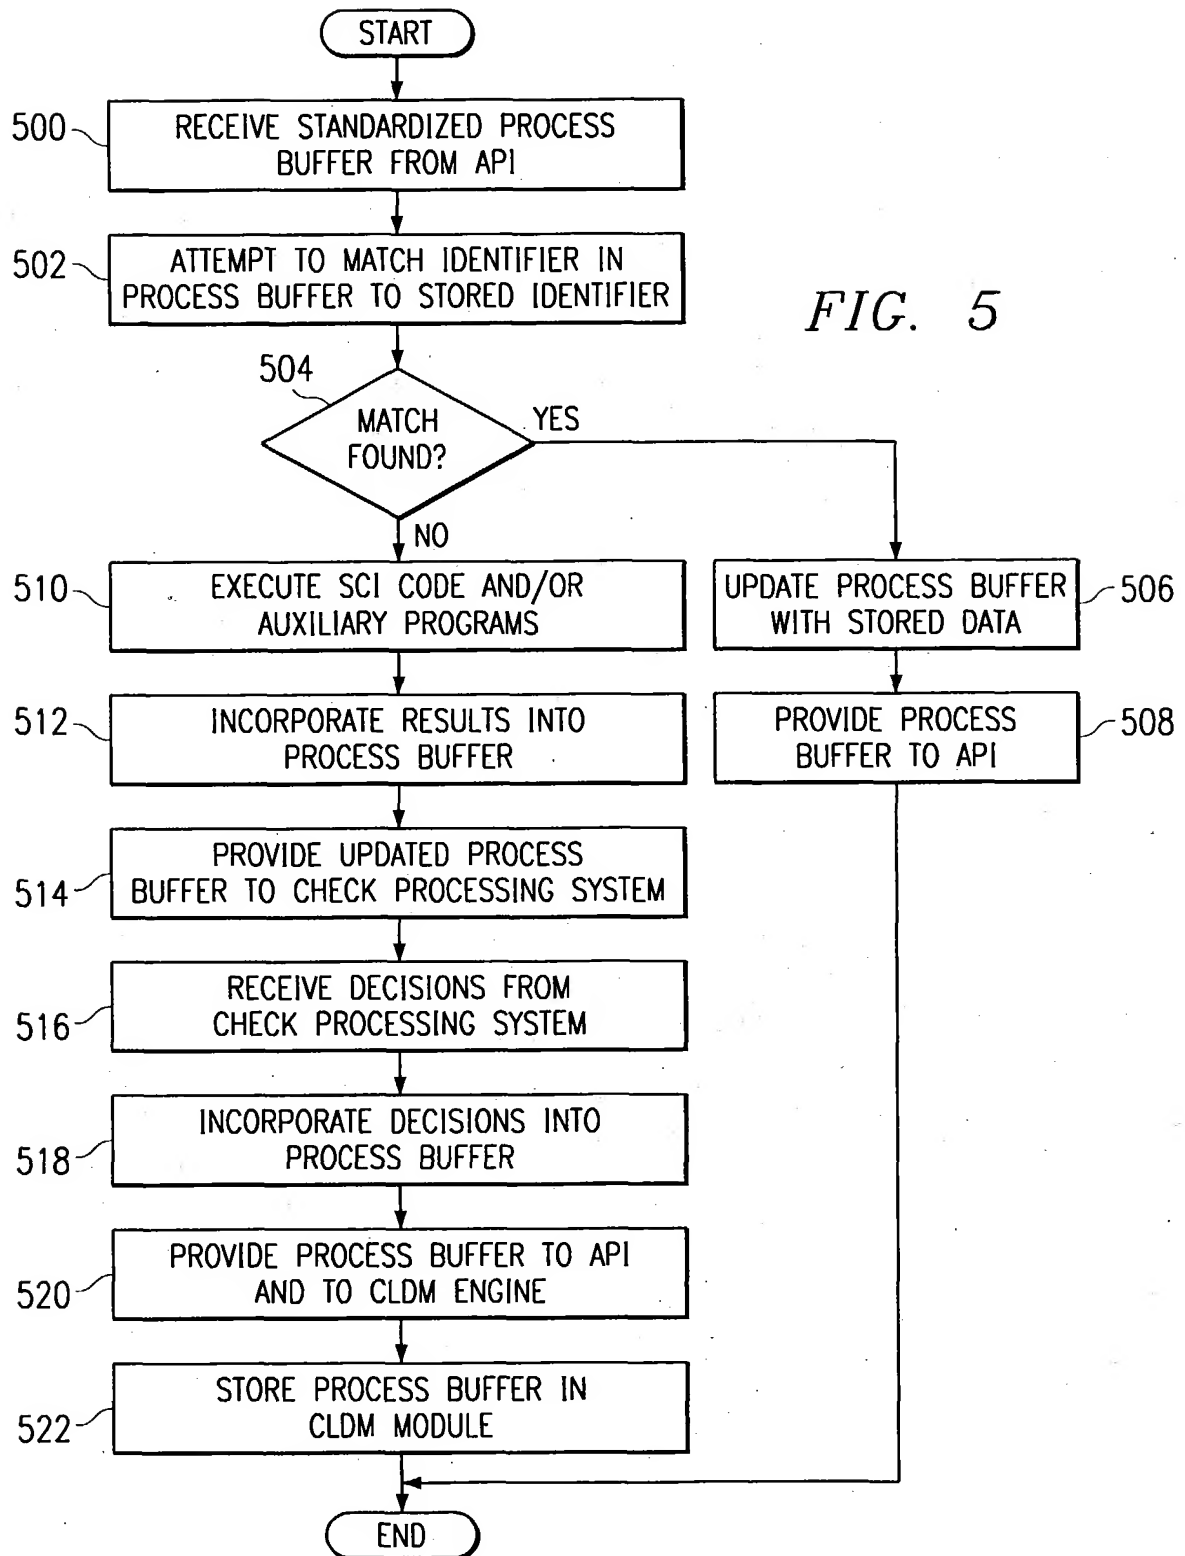 START
500
RECEIVE STANDARDIZED PROCESS
BUFFER FROM API
502
ATTEMPT TO MATCH IDENTIFIER IN
PROCESS BUFFER TO STORED IDENTIFIER
FIG. 5
504
MATCH
FOUND?
YES
NO
510
EXECUTE SCI CODE AND/OR
AUXILIARY PROGRAMS
UPDATE PROCESS BUFFER
WITH STORED DATA
506
512
INCORPORATE RESULTS INTO
PROCESS BUFFER
PROVIDE PROCESS
BUFFER TO API
508
514
PROVIDE UPDATED PROCESS
BUFFER TO CHECK PROCESSING SYSTEM
516
RECEIVE DECISIONS FROM
CHECK PROCESSING SYSTEM
518
INCORPORATE DECISIONS INTO
PROCESS BUFFER
520
PROVIDE PROCESS BUFFER TO API
AND TO CLDM ENGINE
522
STORE PROCESS BUFFER IN
CLDM MODULE
END